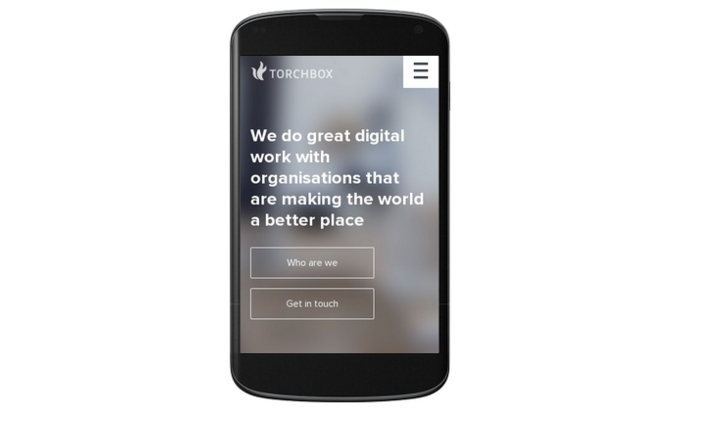 TORCHBOX
We do great digital
work with
organisations that
are making the world
a better place
Who are we
Get in touch